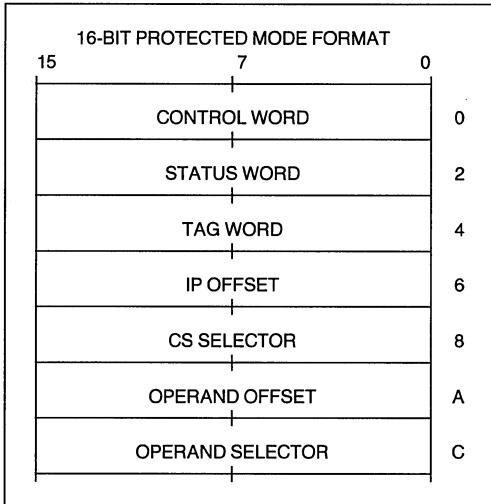 16-BIT PROTECTED MODE FORMAT
15 7 0
CONTROL WORD 0
STATUS WORD 2
TAG WORD 4
IP OFFSET 6
CS SELECTOR 8
OPERAND OFFSET A
OPERAND SELECTOR C